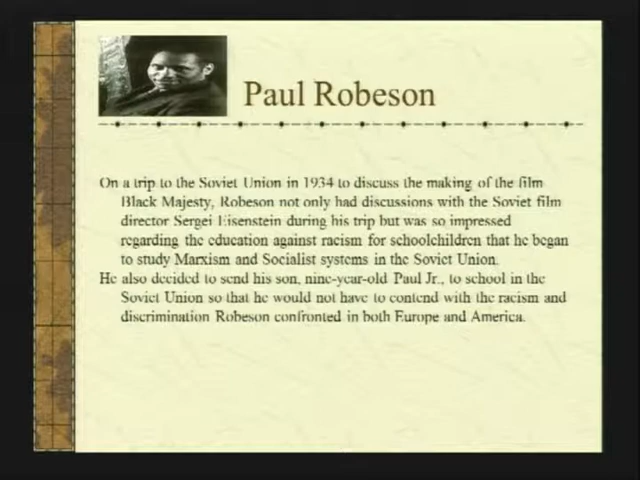 Paul Robeson
On a trip to the Soviet Union in 1934 to discuss the making of the film
Black Majesty, Robeson not only had discussions with the Soviet film
director Sergei Eisenstein during his trip but was so impressed
regarding the education against racism for schoolchildren that he began
to study Marxism and Socialist systems in the Soviet Union.
He also decided to send his son, nine-year-old Paul Jr., to school in the
Soviet Union so that he would not have to contend with the racism and
discrimination Robeson confronted in both Europe and America.